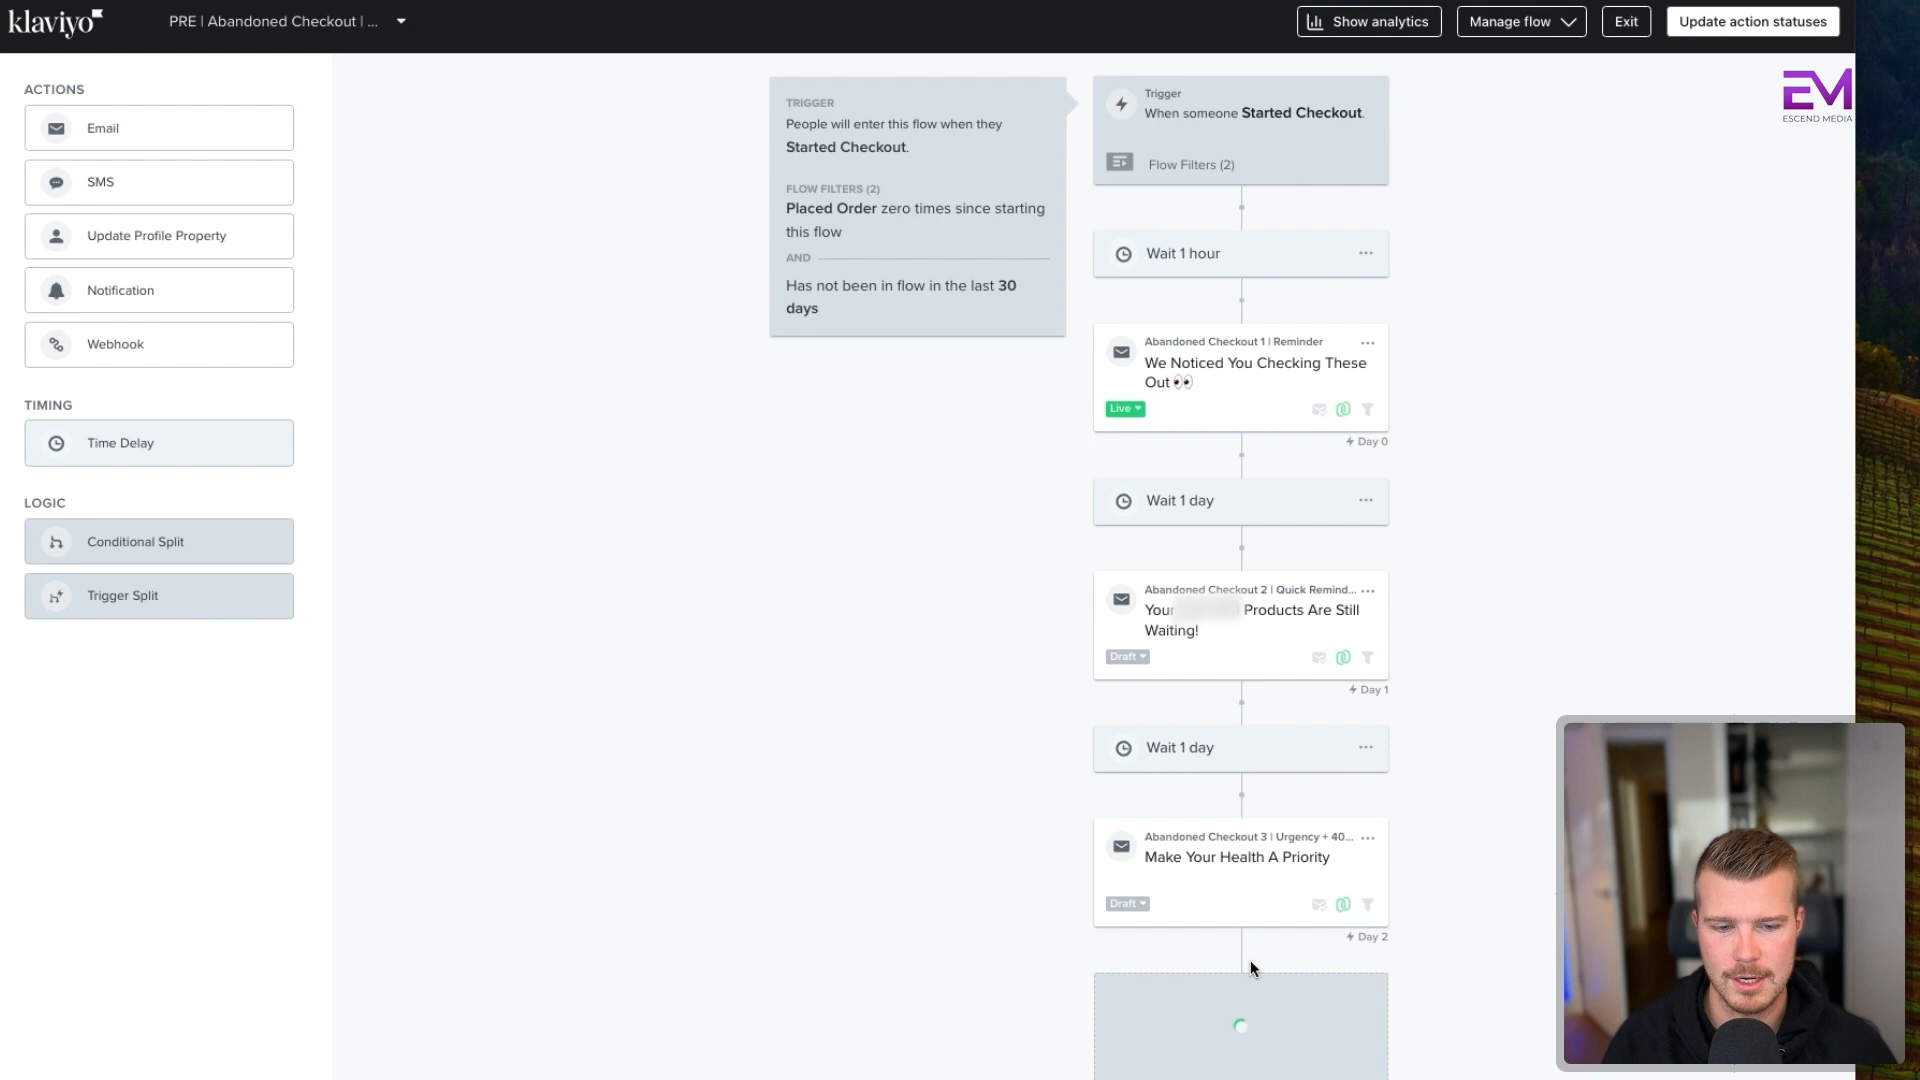 klaviyo
PRE | Abandoned Checkout | ...
Show analytics
Manage flow
Exit
Update action statuses
ACTIONS
Email
SMS
Update Profile Property
Notification
Webhook
TIMING
Time Delay
LOGIC
Conditional Split
Trigger Split
TRIGGER
People will enter this flow when they
Started Checkout.
FLOW FILTERS (2)
Placed Order zero times since starting
this flow
AND
Has not been in flow in the last 30
days
Trigger
When someone Started Checkout.
Flow Filters (2)
Wait 1 hour
Abandoned Checkout 1 | Reminder
We Noticed You Checking These
Out 👀
Live
Day 0
Wait 1 day
Abandoned Checkout 2 | Quick Remind...
Your Products Are Still
Waiting!
Draft
Day 1
Wait 1 day
Abandoned Checkout 3 | Urgency + 40...
Make Your Health A Priority
Draft
Day 2
EM
ESCEND MEDIA